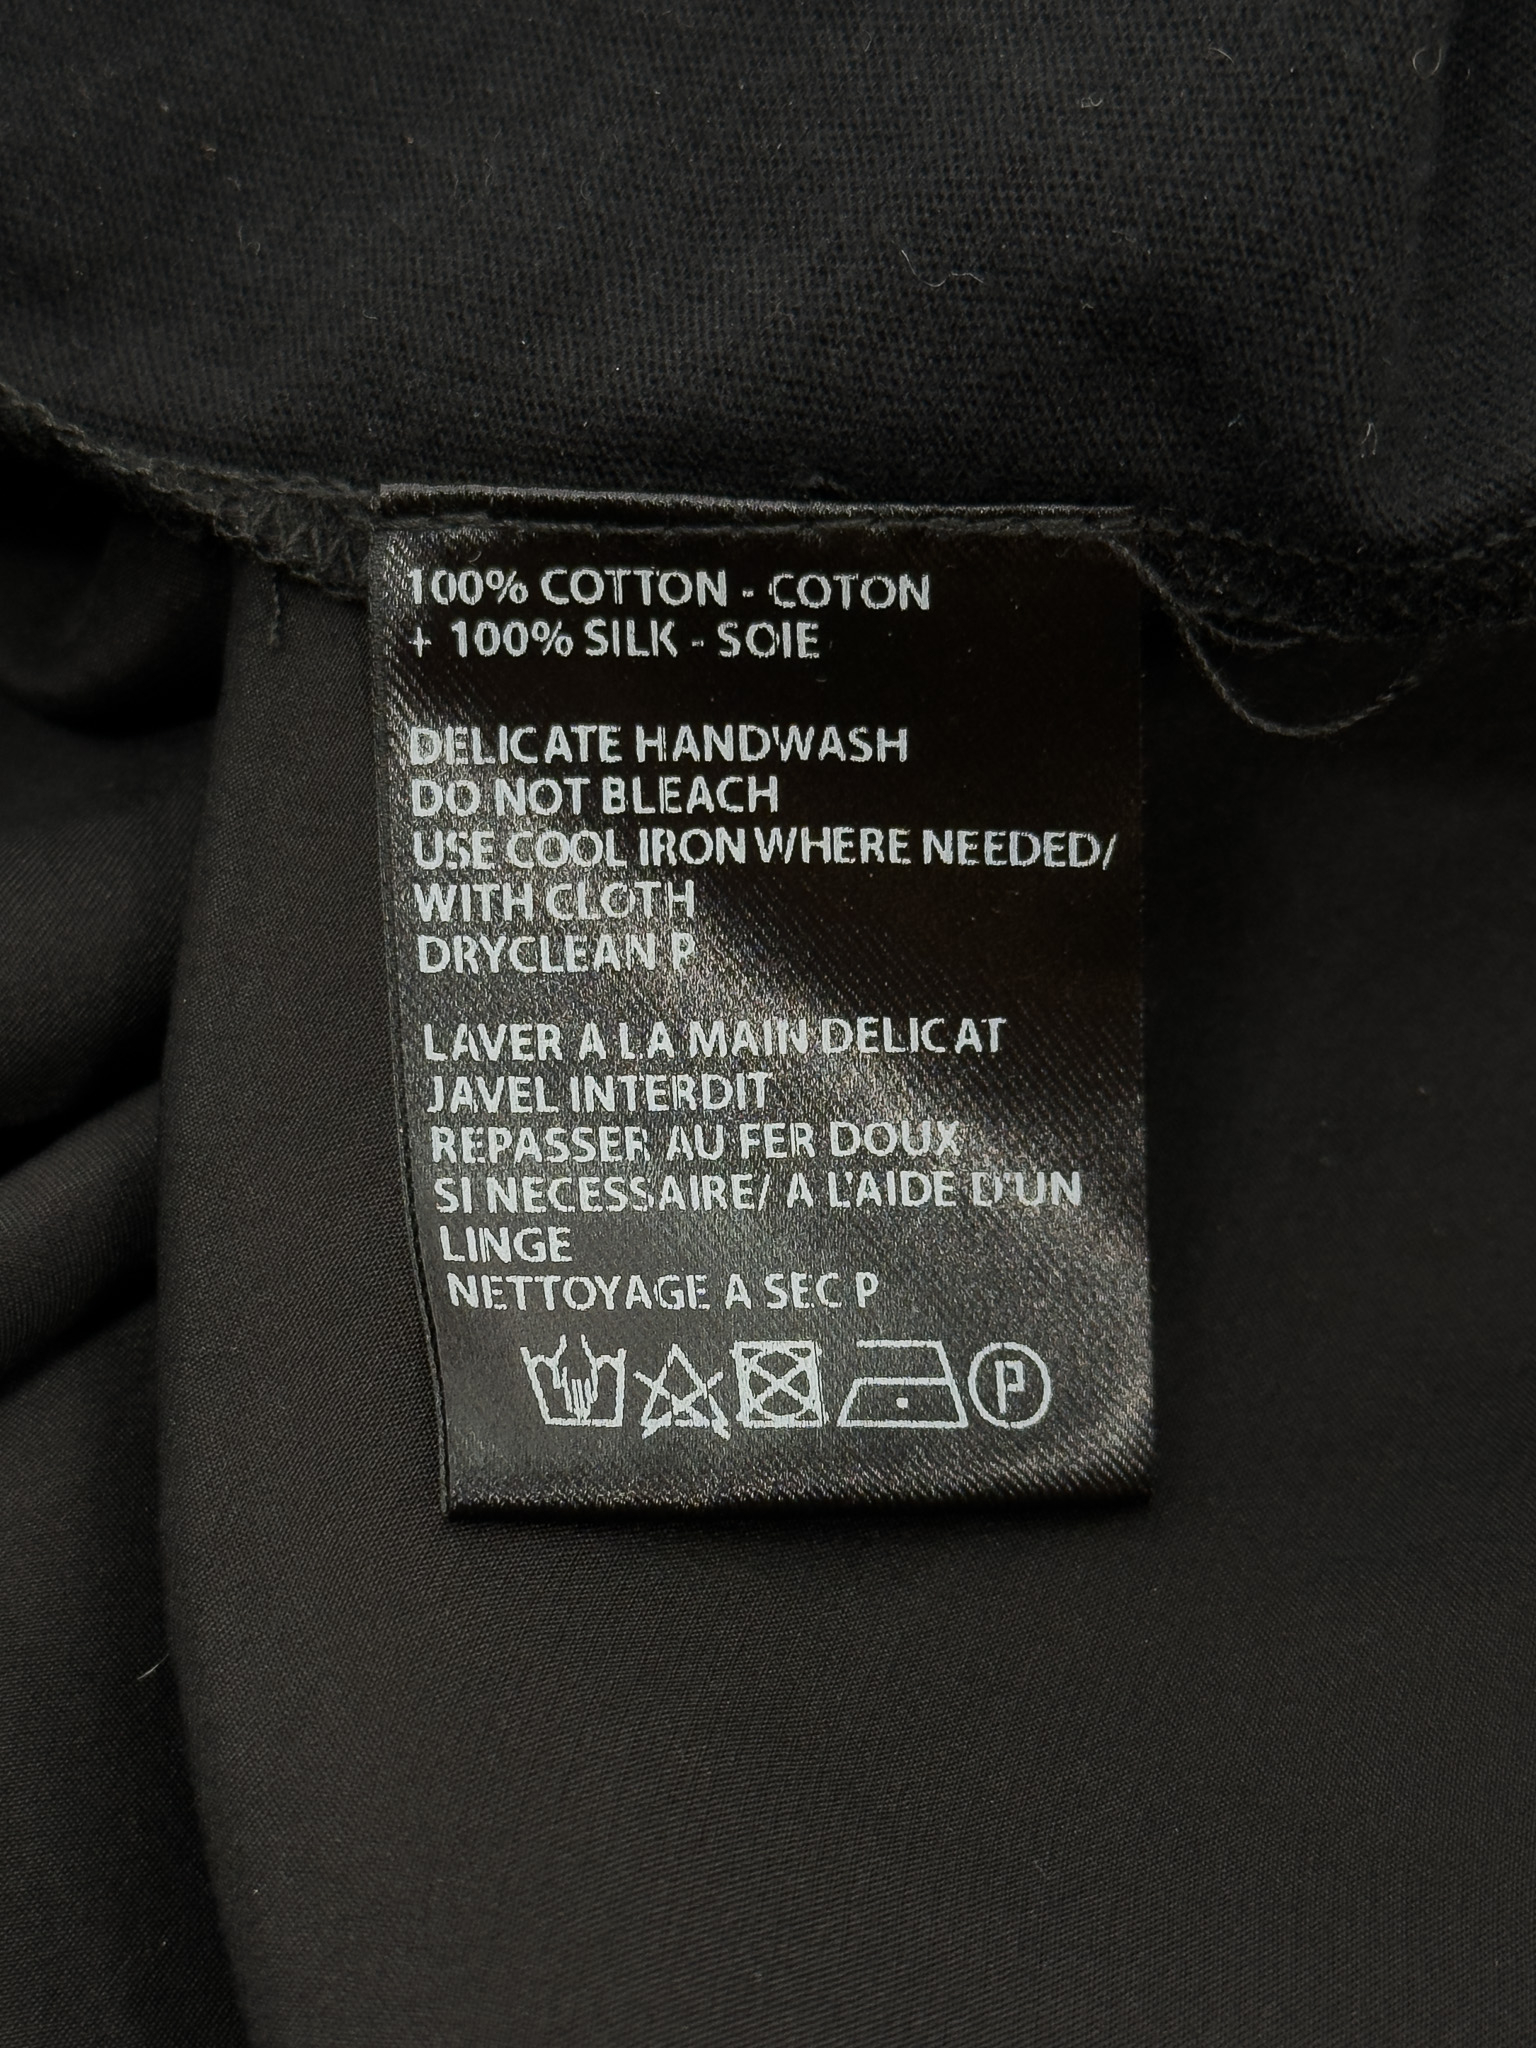 100% COTTON - COTON
+ 100% SILK - SOIE
DELICATE HANDWASH
DO NOT BLEACH
USE COOL IRON WHERE NEEDED/
WITH CLOTH
DRYCLEAN P
LAVER A LA MAIN DELICAT
JAVEL INTERDIT
REPASSER AU FER DOUX
SI NECESSAIRE/ A L'AIDE D'UN
LINGE
NETTOYAGE A SEC P
P